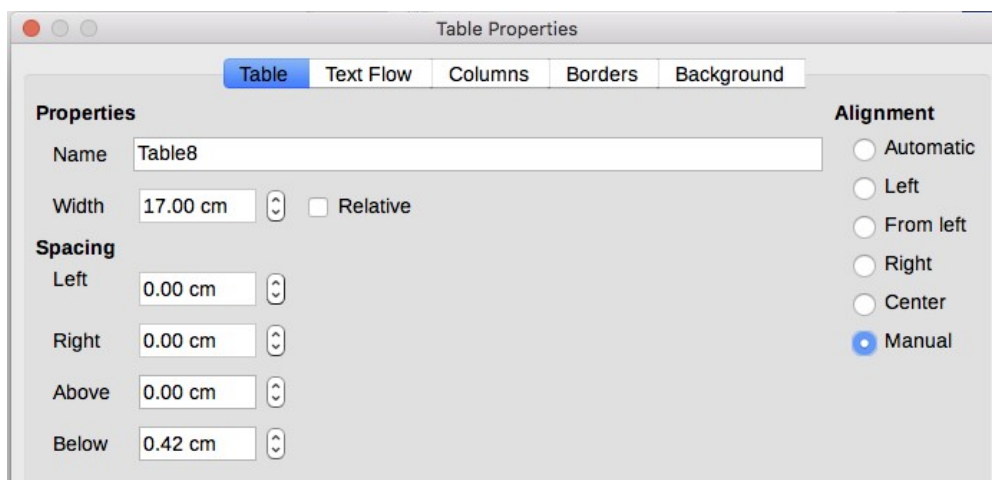 Table Properties
Table Text Flow Columns Borders Background
Properties
Name Table8
Width 17.00 cm Relative
Spacing
Left 0.00 cm
Right 0.00 cm
Above 0.00 cm
Below 0.42 cm
Alignment
Automatic
Left
From left
Right
Center
Manual